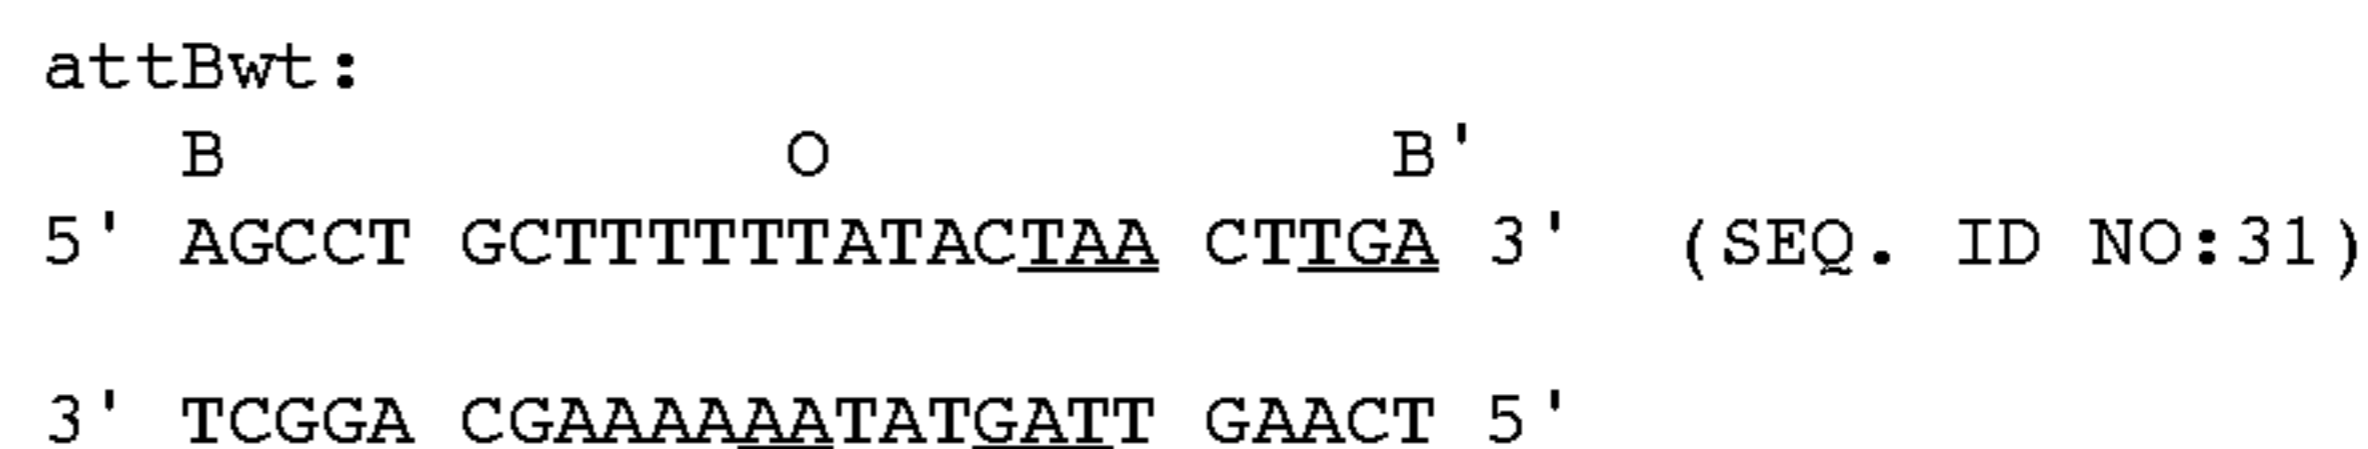 attBwt:
B O B'
5' AGCCT GCTTTTTTATACTAA CTTGA 3' (SEQ. ID NO:31)
3' TCGGA CGAAAAAATATGATT GAACT 5'